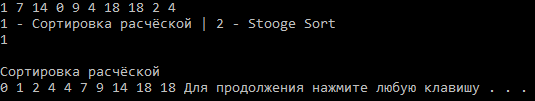 1 7 14 0 9 4 18 18 2 4
1 - Сортировка расчёской | 2 - Stooge Sort
1
Сортировка расчёской
0 1 2 4 4 7 9 14 18 18 Для продолжения нажмите любую клавишу . . .